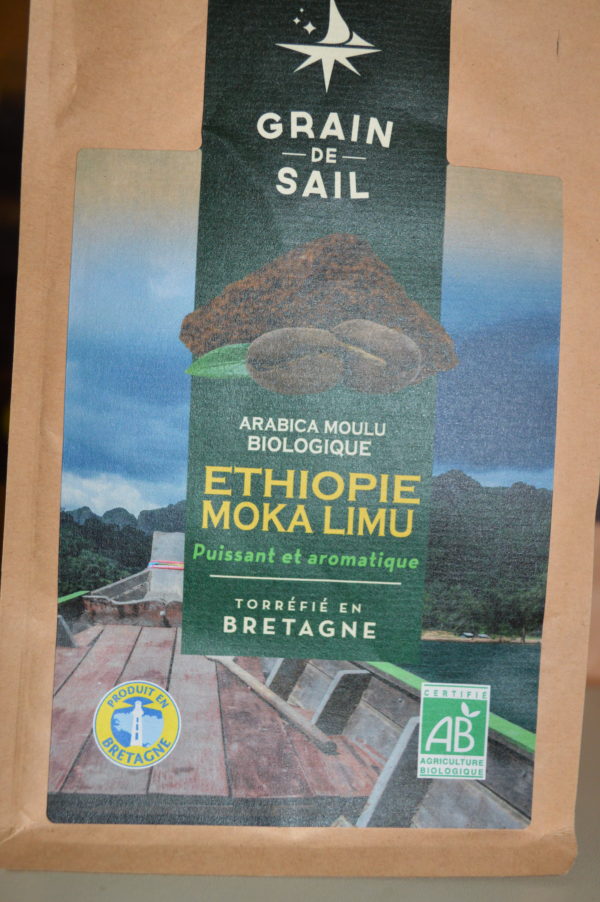 GRAIN
DE
SAIL
ARABICA MOULU
BIOLOGIQUE
ETHIOPIE
MOKA LIMU
Puissant et aromatique
TORRÉFIÉ EN
BRETAGNE
PRODUIT EN
BRETAGNE
CERTIFIÉ
AB
AGRICULTURE
BIOLOGIQUE